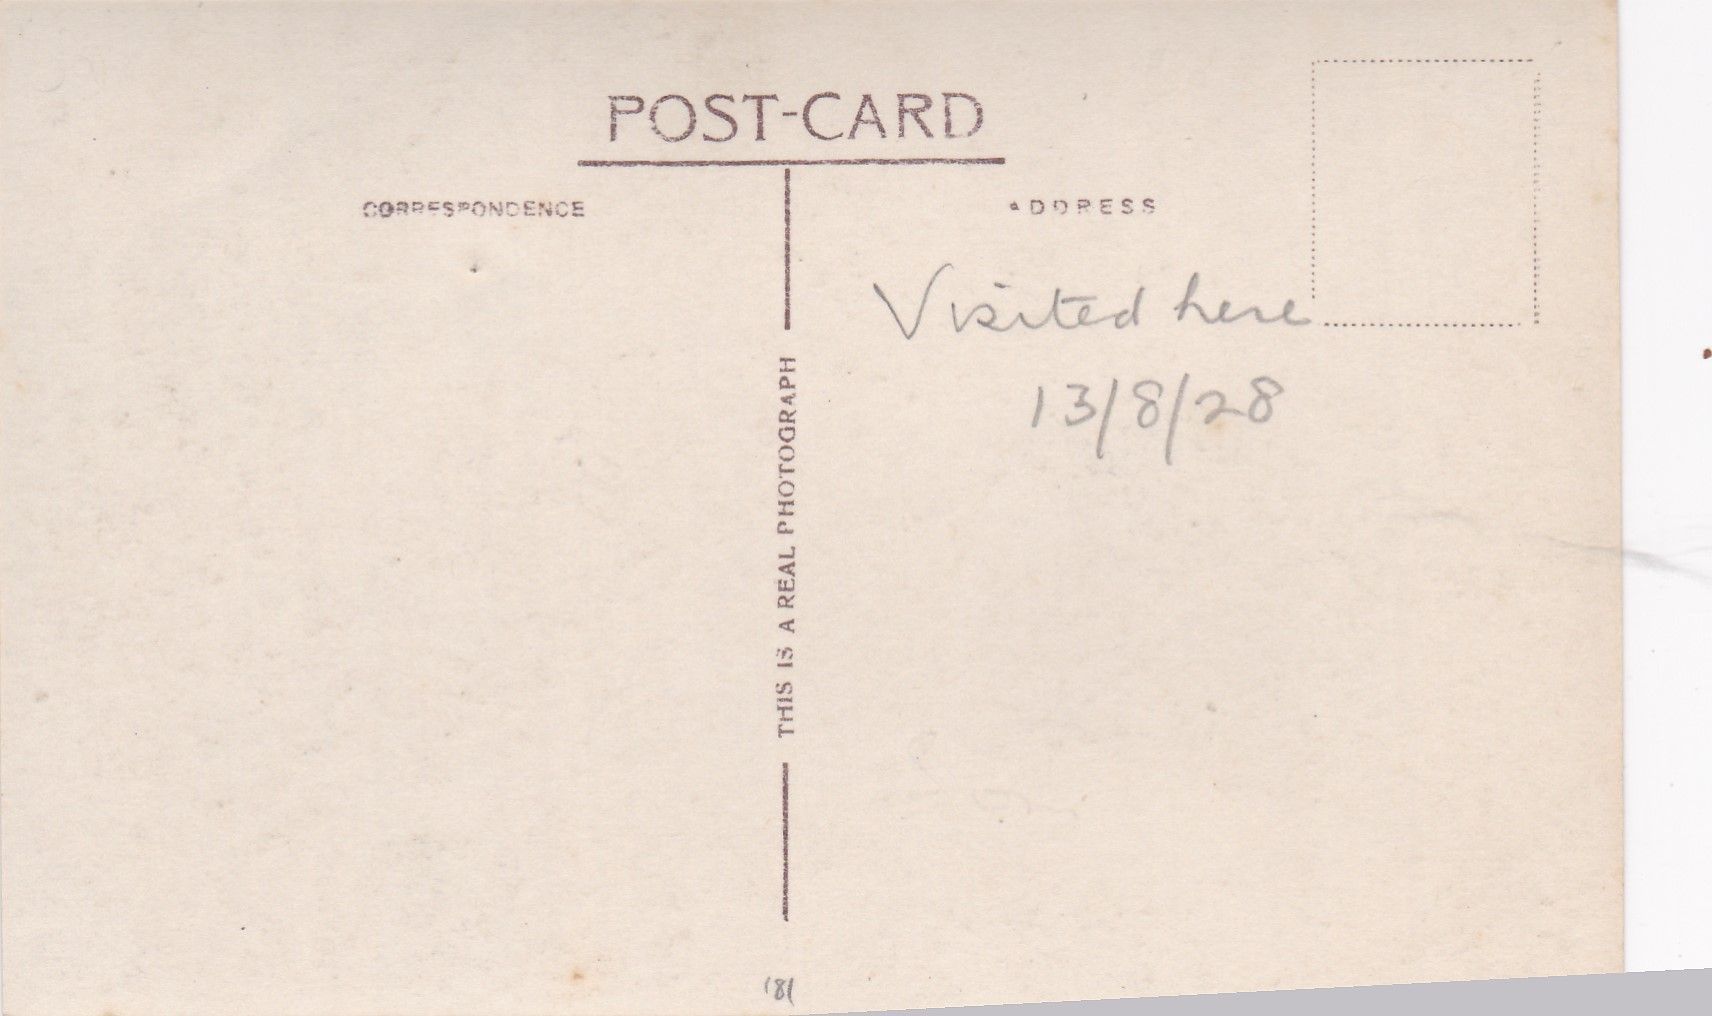 POST-CARD
CORRESPONDENCE
ADDRESS
Visited here
13/8/28
THIS IS A REAL PHOTOGRAPH
181